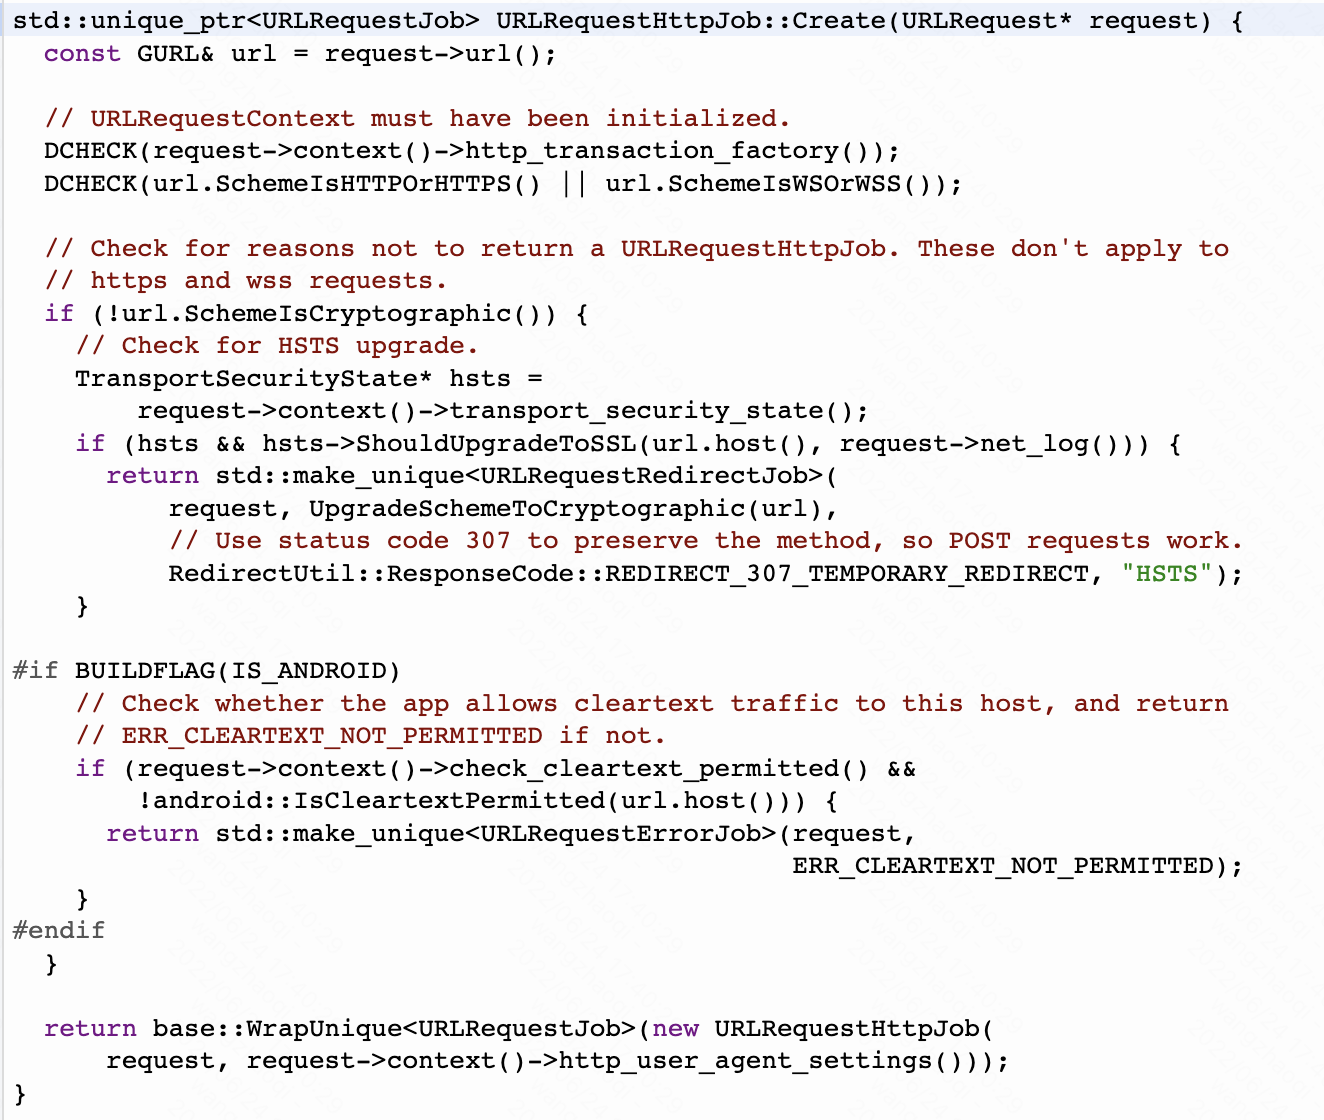 std::unique_ptr<URLRequestJob> URLRequestHttpJob::Create(URLRequest* request) {
  const GURL& url = request->url();

  // URLRequestContext must have been initialized.
  DCHECK(request->context()->http_transaction_factory());
  DCHECK(url.SchemeIsHTTPOrHTTPS() || url.SchemeIsWSOrWSS());

  // Check for reasons not to return a URLRequestHttpJob. These don't apply to
  // https and wss requests.
  if (!url.SchemeIsCryptographic()) {
    // Check for HSTS upgrade.
    TransportSecurityState* hsts =
        request->context()->transport_security_state();
    if (hsts && hsts->ShouldUpgradeToSSL(url.host(), request->net_log())) {
      return std::make_unique<URLRequestRedirectJob>(
          request, UpgradeSchemeToCryptographic(url),
          // Use status code 307 to preserve the method, so POST requests work.
          RedirectUtil::ResponseCode::REDIRECT_307_TEMPORARY_REDIRECT, "HSTS");
    }

#if BUILDFLAG(IS_ANDROID)
    // Check whether the app allows cleartext traffic to this host, and return
    // ERR_CLEARTEXT_NOT_PERMITTED if not.
    if (request->context()->check_cleartext_permitted() &&
        !android::IsCleartextPermitted(url.host())) {
      return std::make_unique<URLRequestErrorJob>(request,
                                                  ERR_CLEARTEXT_NOT_PERMITTED);
    }
#endif
  }

  return base::WrapUnique<URLRequestJob>(new URLRequestHttpJob(
      request, request->context()->http_user_agent_settings()));
}